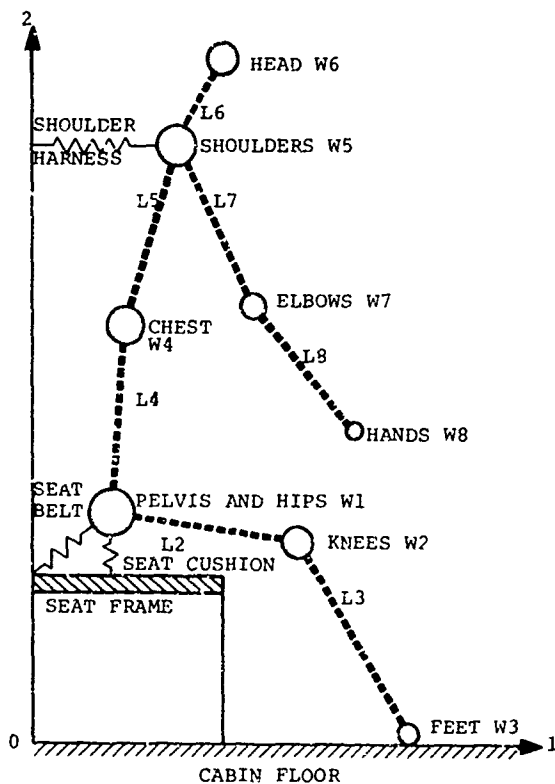 2
HEAD W6
L6
SHOULDER
HARNESS
SHOULDERS W5
L5
L7
ELBOWS W7
CHEST
W4
L8
L4
HANDS W8
SEAT
BELT
PELVIS AND HIPS W1
L2
KNEES W2
SEAT CUSHION
L3
SEAT FRAME
FEET W3
0
1
CABIN FLOOR